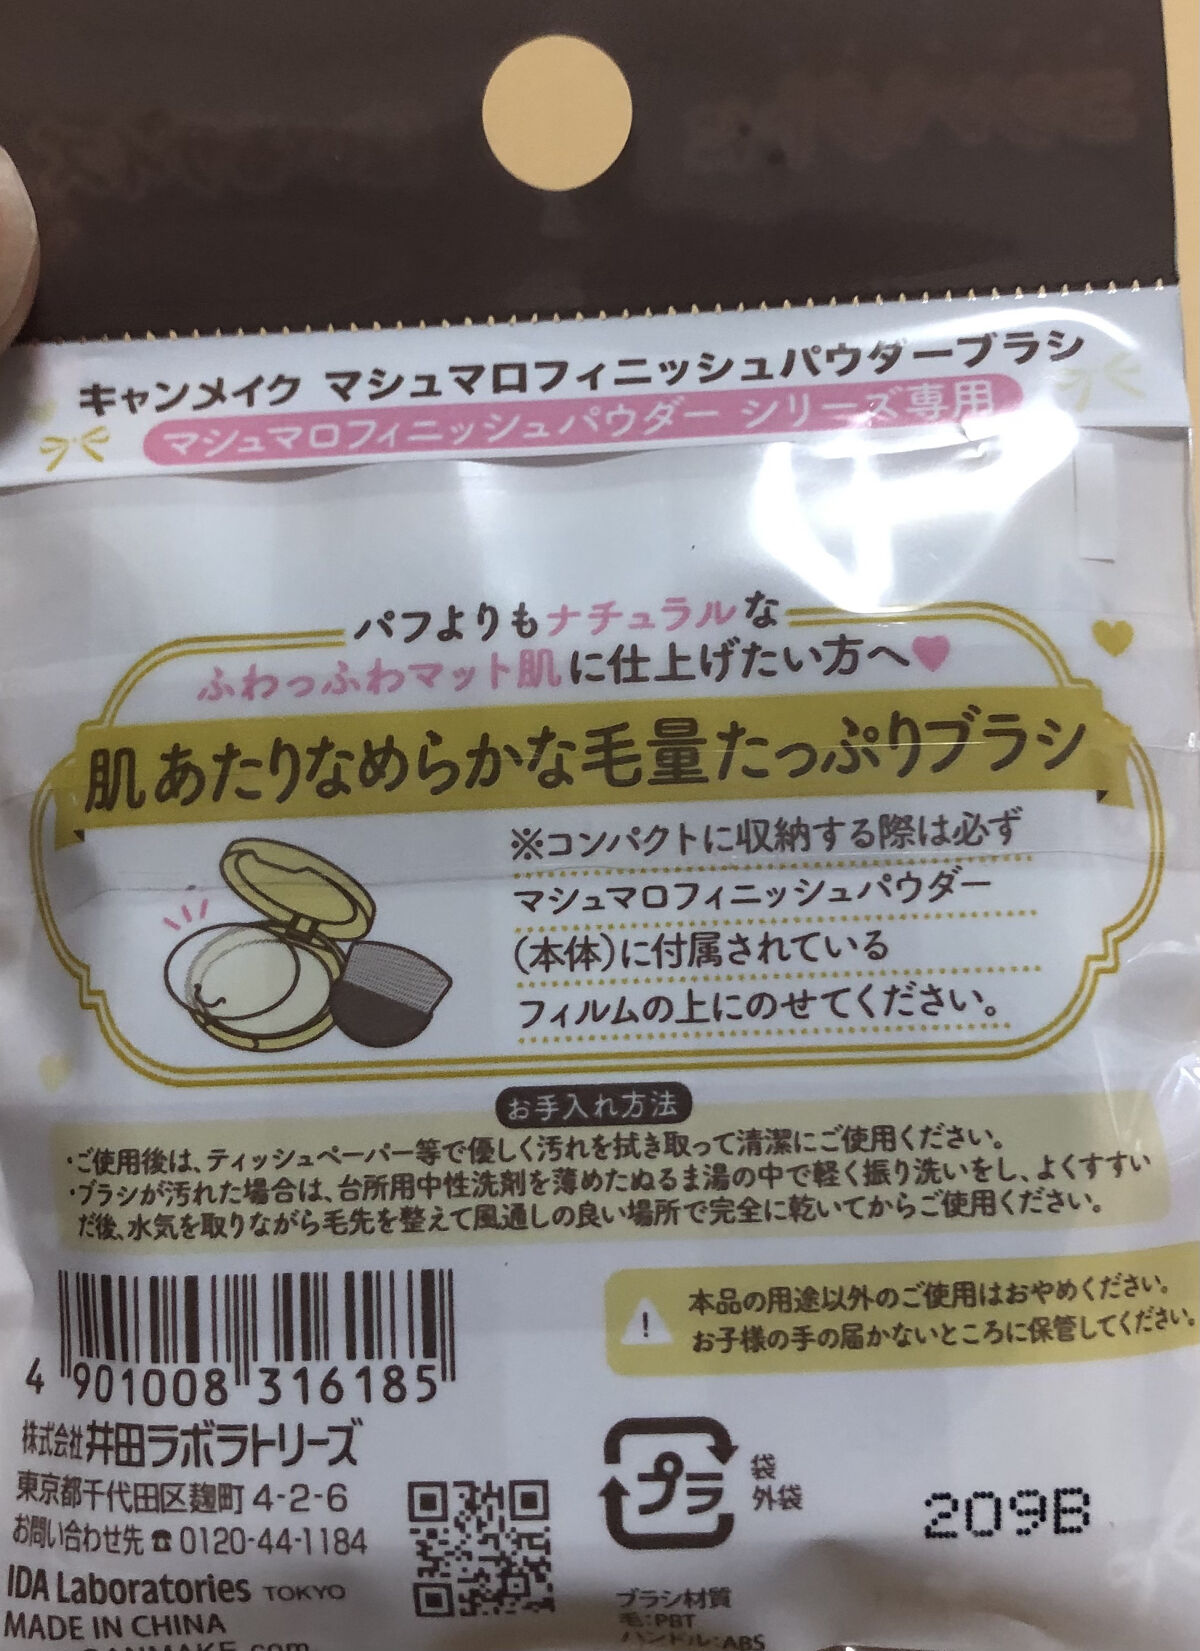 キャンメイク マシュマロフィニッシュパウダーブラシ
マシュマロフィニッシュパウダー シリーズ専用
パフよりもナチュラルな
ふわっふわマット肌に仕上げたい方へ♥
肌あたりなめらかな毛量たっぷりブラシ
※コンパクトに収納する際は必ず
マシュマロフィニッシュパウダー
(本体)に付属されている
フィルムの上にのせてください。
お手入れ方法
・ご使用後は、ティッシュペーパー等で優しく汚れを拭き取って清潔にご使用ください。
・ブラシが汚れた場合は、台所用中性洗剤を薄めたぬるま湯の中で軽く振り洗いをし、よくすすい
だ後、水気を取りながら毛先を整えて風通しの良い場所で完全に乾いてからご使用ください。
本品の用途以外のご使用はおやめください。
お子様の手の届かないところに保管してください。
4 901008 316185
株式会社井田ラボラトリーズ
東京都千代田区麹町 4-2-6
お問い合わせ先 ☎0120-44-1184
IDA Laboratories TOKYO
MADE IN CHINA
CANMAKE.com
プラ
袋
外袋
209B
ブラシ材質
毛:PBT
ハンドル:ABS